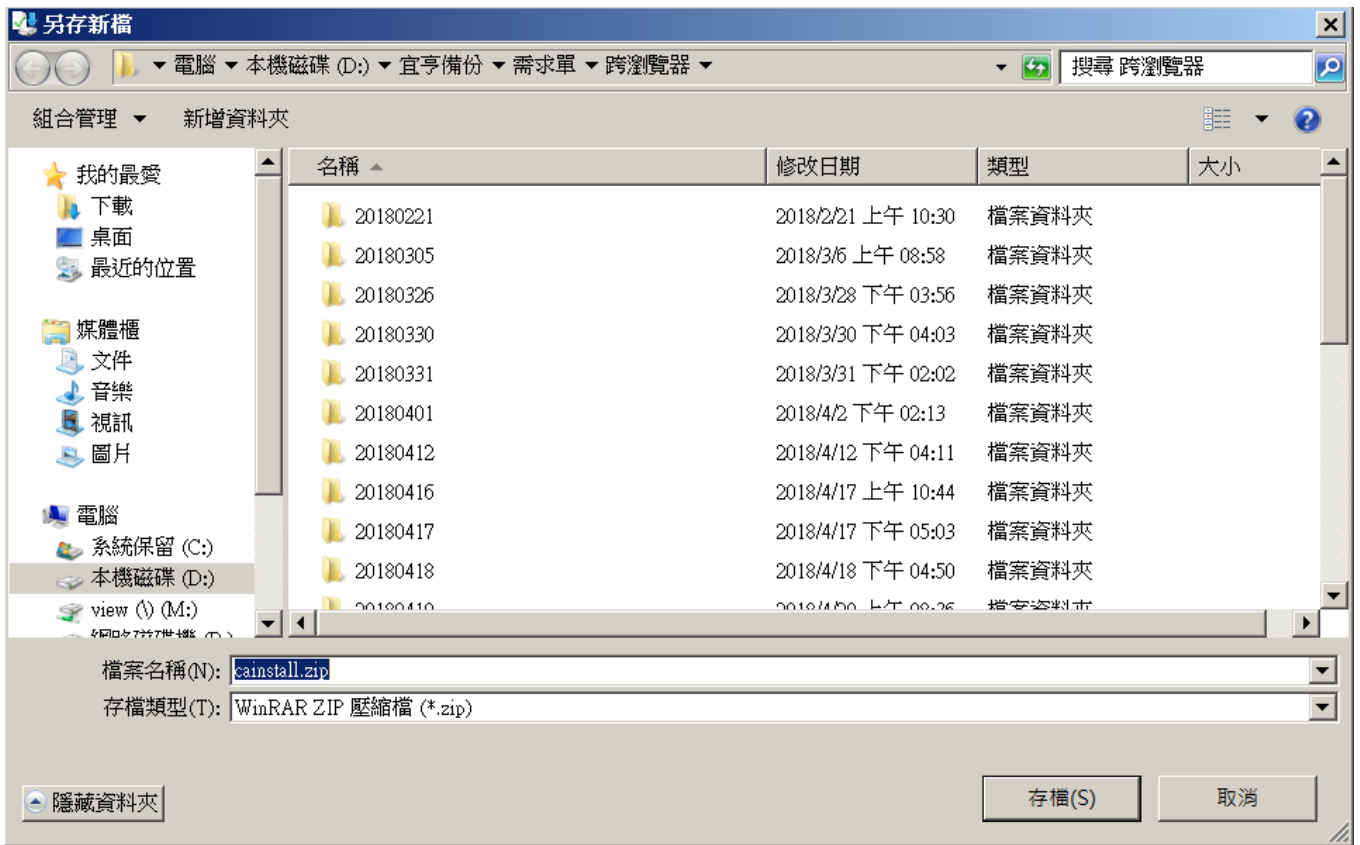 另存新檔
電腦 本機磁碟 (D:) 宜亨備份 需求單 跨瀏覽器
搜尋 跨瀏覽器
組合管理 新增資料夾
我的最愛
下載
桌面
最近的位置
媒體櫃
文件
音樂
視訊
圖片
電腦
系統保留 (C:)
本機磁碟 (D:)
view (\) (M:)
名稱 修改日期 類型 大小
20180221 2018/2/21 上午 10:30 檔案資料夾
20180305 2018/3/6 上午 08:58 檔案資料夾
20180326 2018/3/28 下午 03:56 檔案資料夾
20180330 2018/3/30 下午 04:03 檔案資料夾
20180331 2018/3/31 下午 02:02 檔案資料夾
20180401 2018/4/2 下午 02:13 檔案資料夾
20180412 2018/4/12 下午 04:11 檔案資料夾
20180416 2018/4/17 上午 10:44 檔案資料夾
20180417 2018/4/17 下午 05:03 檔案資料夾
20180418 2018/4/18 下午 04:50 檔案資料夾
檔案名稱(N): cainstall.zip
存檔類型(T): WinRAR ZIP 壓縮檔 (*.zip)
隱藏資料夾
存檔(S) 取消